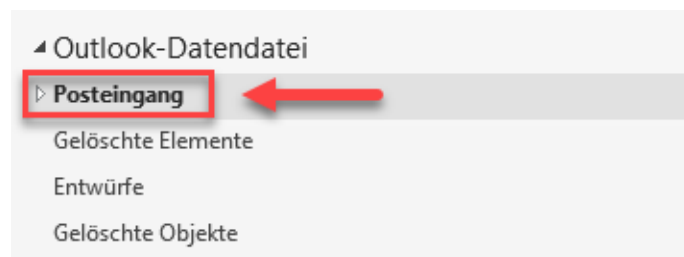 Outlook-Datendatei
Posteingang
Gelöschte Elemente
Entwürfe
Gelöschte Objekte